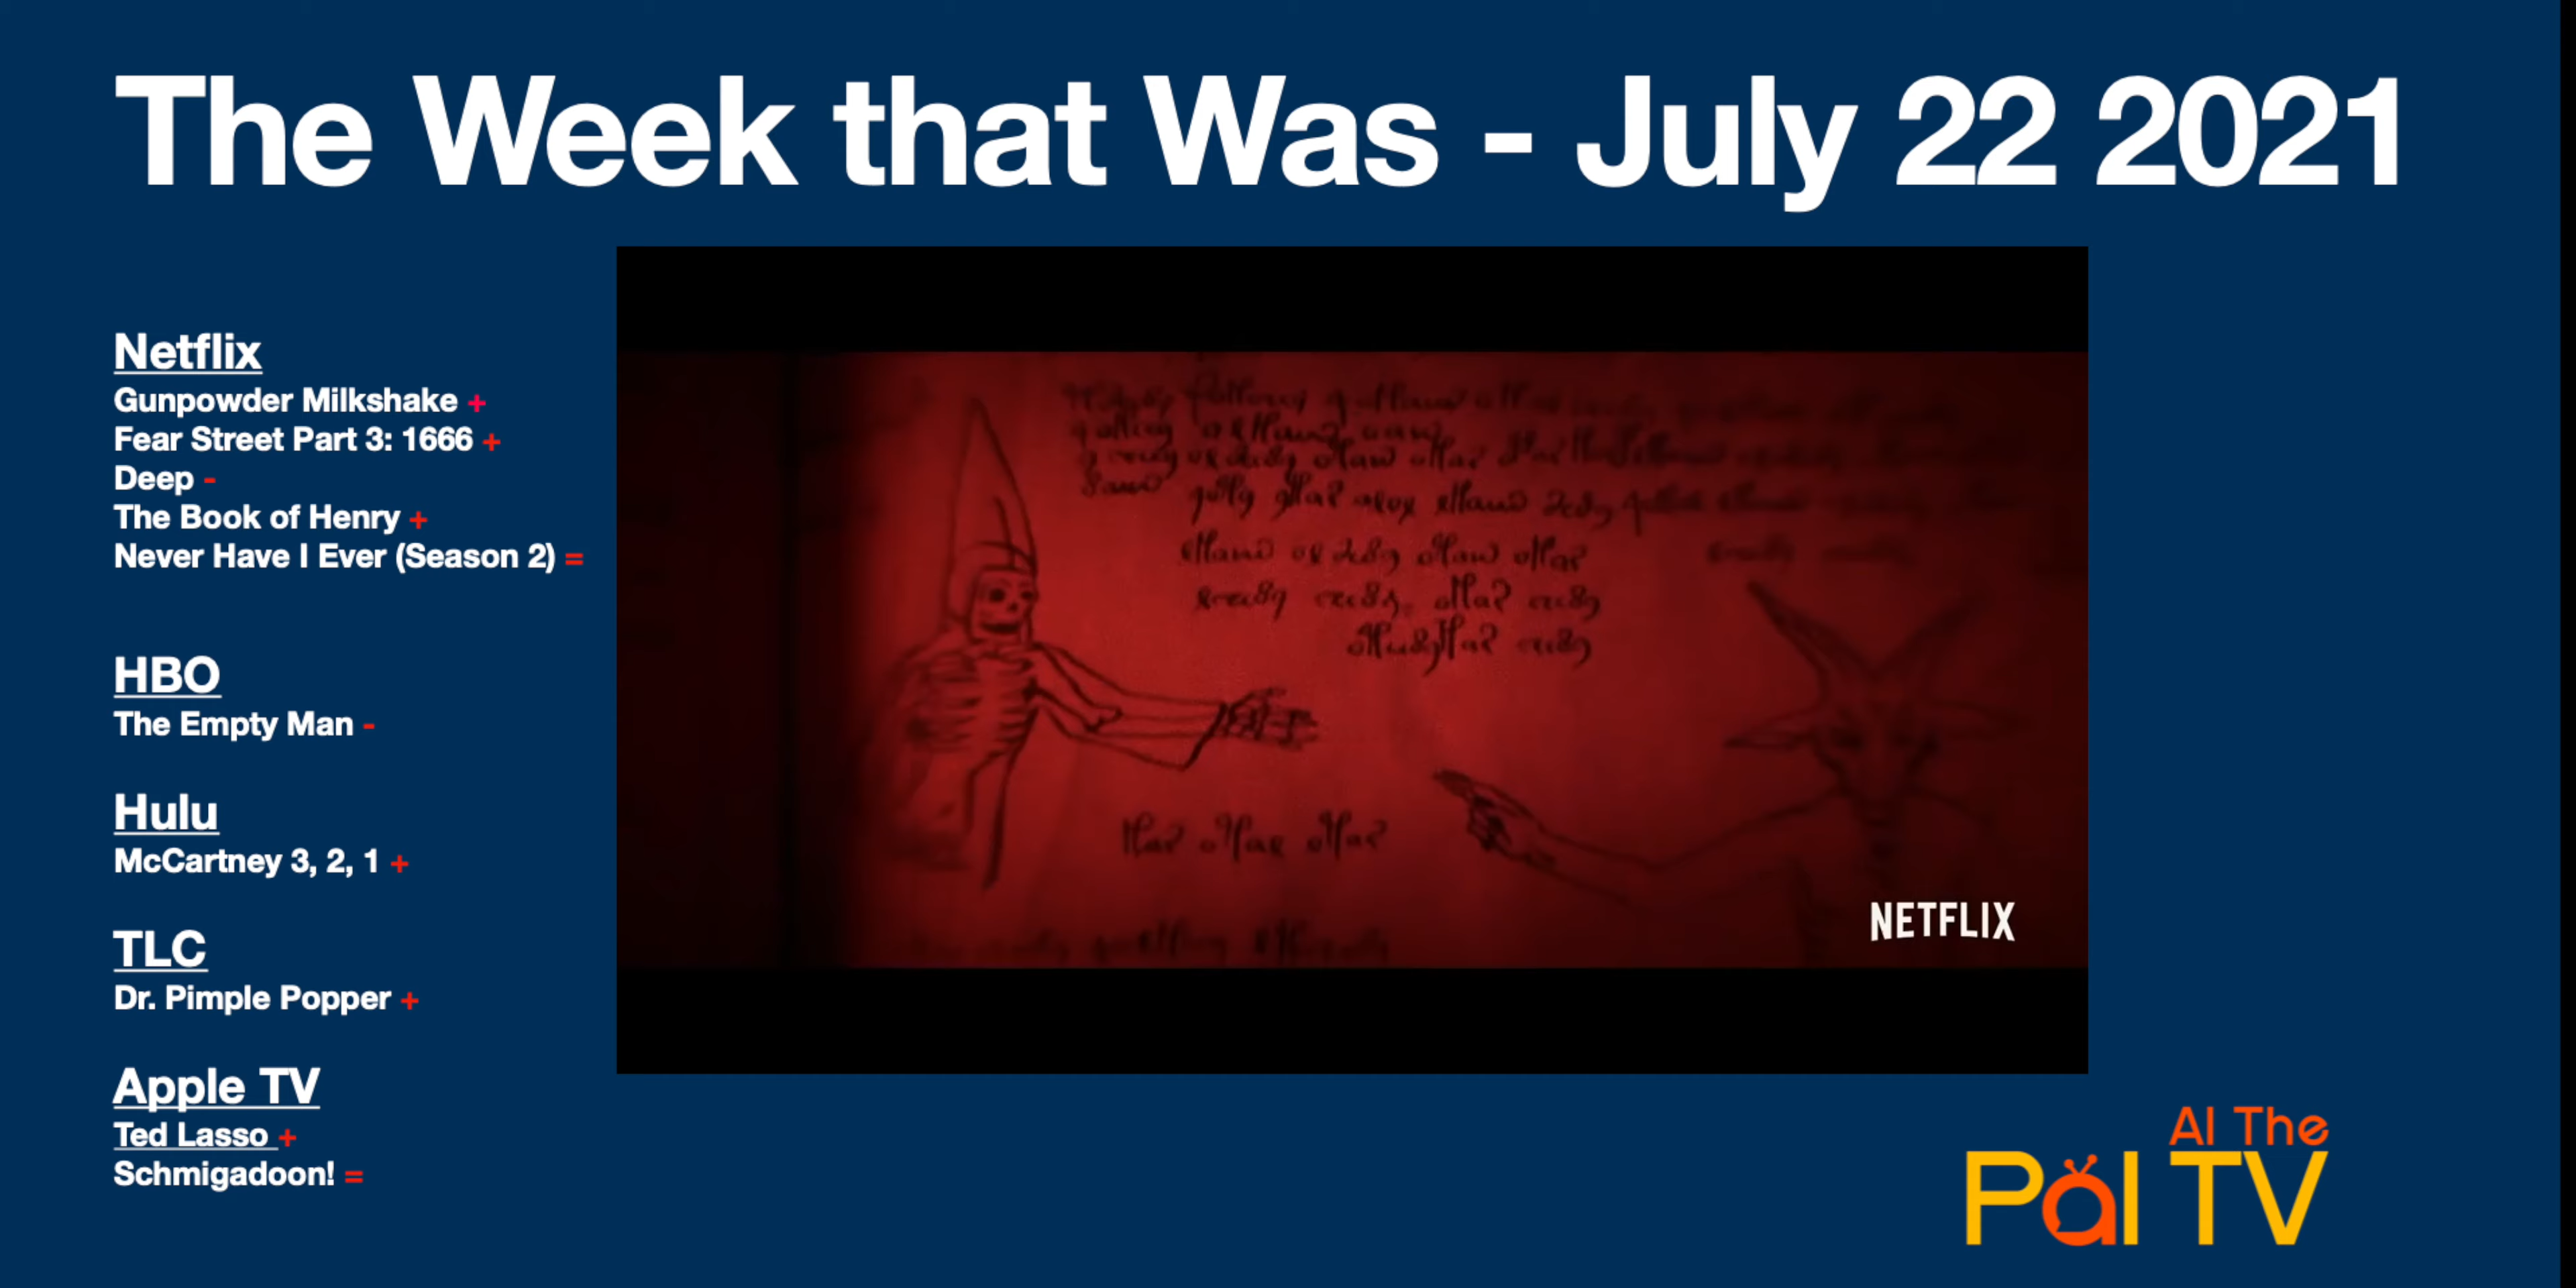 The Week that Was - July 22 2021
Netflix
Gunpowder Milkshake +
Fear Street Part 3: 1666 +
Deep -
The Book of Henry +
Never Have I Ever (Season 2) =
HBO
The Empty Man -
Hulu
McCartney 3, 2, 1 +
TLC
Dr. Pimple Popper +
Apple TV
Ted Lasso +
Schmigadoon! =
NETFLIX
Al The
Pal TV